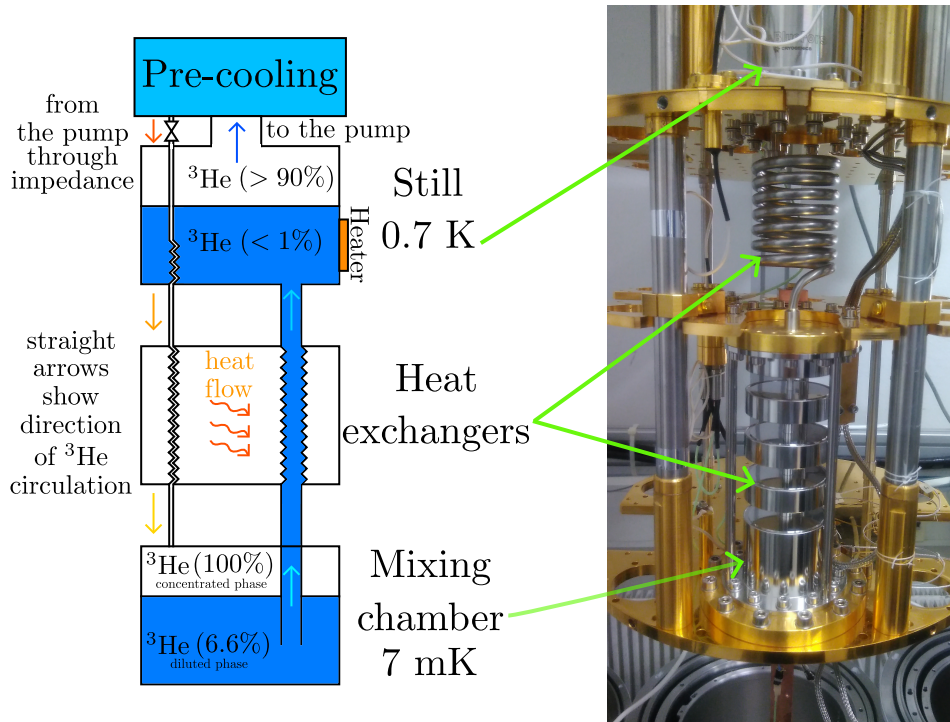 Pre-cooling
from
the pump
through
impedance
to the pump
³He (> 90%)
Still
0.7 K
³He (< 1%)
Heater
straight
arrows
show
direction
of ³He
circulation
heat
flow
Heat
exchangers
³He (100%)
concentrated phase
³He (6.6%)
diluted phase
Mixing
chamber
7 mK